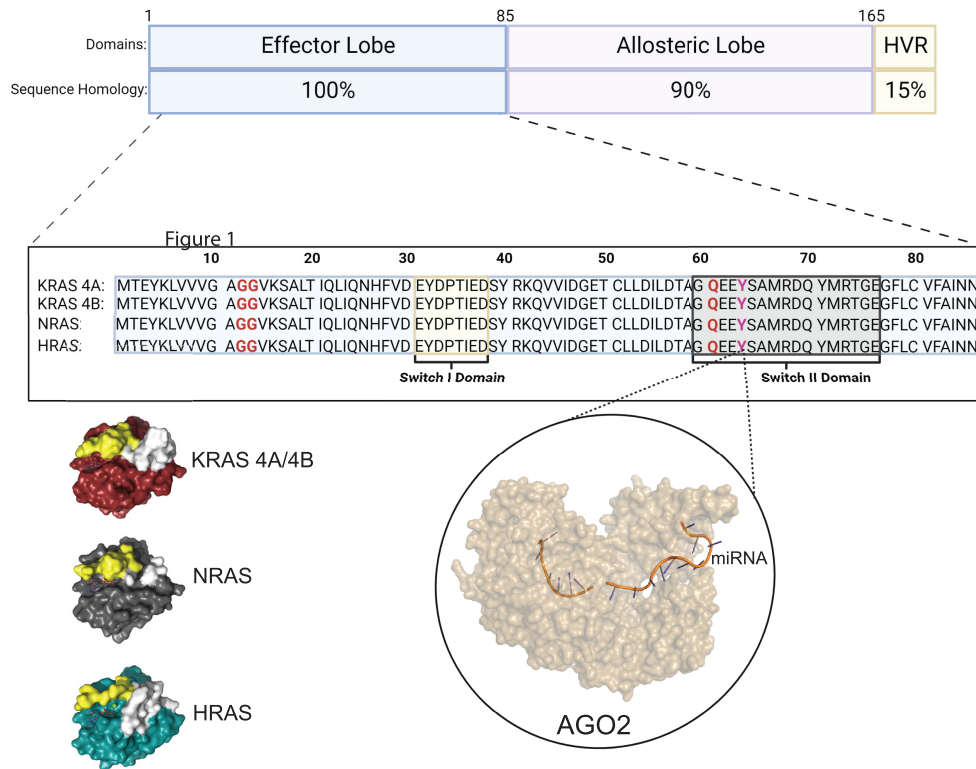 1 85 165
Domains: Effector Lobe Allosteric Lobe HVR
Sequence Homology: 100% 90% 15%
Figure 1
10 20 30 40 50 60 70 80
KRAS 4A: MTEYKLVVVG AGGVKSALT IQLIQNHFVD EYDPTIEDSY RKQVVIDGET CLLDILDTAG QEEYSAMRDQ YMRTGEGFLC VFAINN
KRAS 4B: MTEYKLVVVG AGGVKSALT IQLIQNHFVD EYDPTIEDSY RKQVVIDGET CLLDILDTAG QEEYSAMRDQ YMRTGEGFLC VFAINN
NRAS: MTEYKLVVVG AGGVKSALT IQLIQNHFVD EYDPTIEDSY RKQVVIDGET CLLDILDTAG QEEYSAMRDQ YMRTGEGFLC VFAINN
HRAS: MTEYKLVVVG AGGVKSALT IQLIQNHFVD EYDPTIEDSY RKQVVIDGET CLLDILDTAG QEEYSAMRDQ YMRTGEGFLC VFAINN
Switch I Domain Switch II Domain
KRAS 4A/4B
miRNA
NRAS
HRAS
AGO2